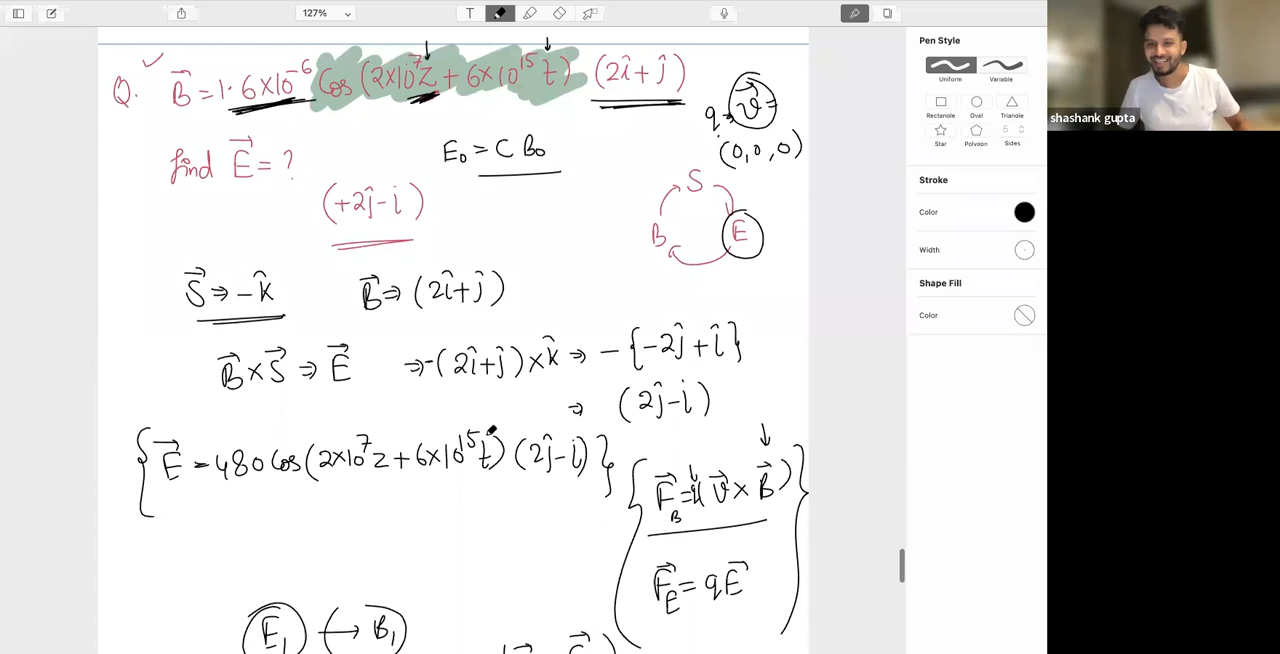 127%
T
Pen Style
Uniform
Variable
Rectangle
Oval
Triangle
Star
Polygon
5
Sides
Stroke
Color
Width
Shape Fill
Color
shashank gupta
Q. B⃗ = 1.6×10⁻⁶ Cos (2×10⁷z + 6×10¹⁵t) (2î+ĵ)
find E⃗ = ?
E₀ = C B₀
q→ v⃗ =
(0,0,0)
(+2ĵ-î)
S
B
E
S⃗ ⇒ -k̂
B⃗ ⇒ (2î+ĵ)
B⃗×S⃗ ⇒ E⃗ ⇒ -(2î+ĵ)×k̂ ⇒ -{-2ĵ+î}
⇒ (2ĵ-î)
{E⃗ = 480 Cos (2×10⁷z + 6×10¹⁵t) (2ĵ-î)}
F⃗_B = q(v⃗ × B⃗)
F⃗_E = qE⃗
E₁ ⟷ B₁